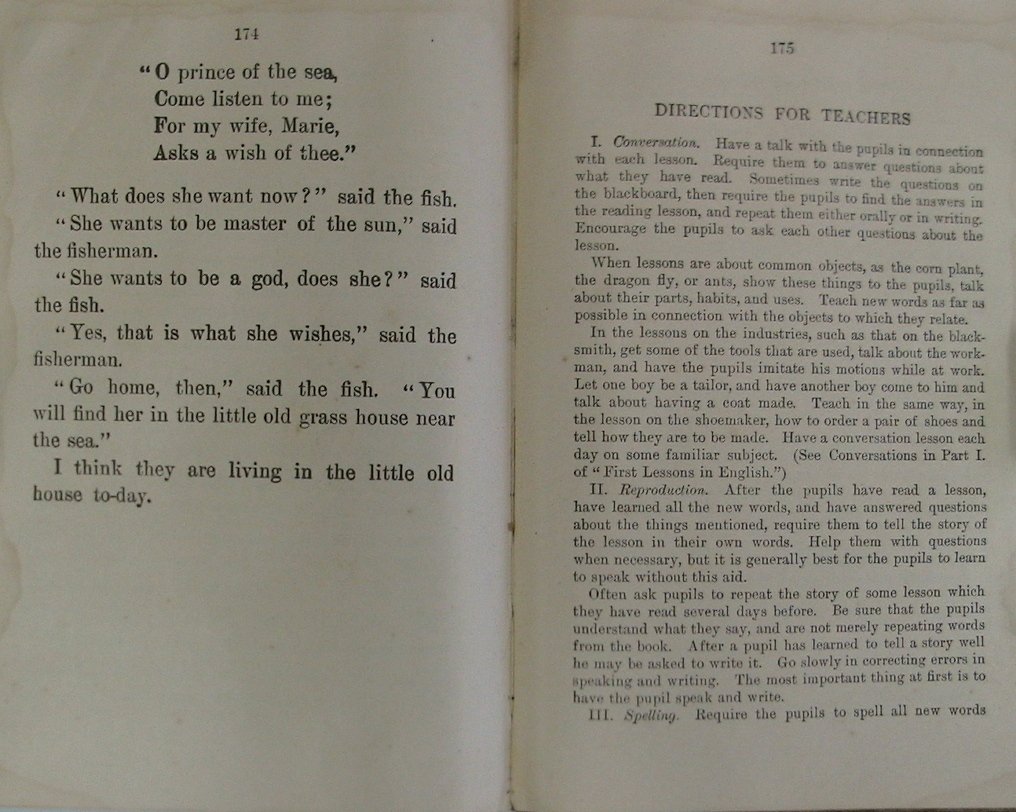 174
“O prince of the sea,
Come listen to me;
For my wife, Marie,
Asks a wish of thee.”
“What does she want now?” said the fish.
“She wants to be master of the sun,” said
the fisherman.
“She wants to be a god, does she?” said
the fish.
“Yes, that is what she wishes,” said the
fisherman.
“Go home, then,” said the fish. “You
will find her in the little old grass house near
the sea.”
I think they are living in the little old
house to-day.
175
DIRECTIONS FOR TEACHERS
I. Conversation. Have a talk with the pupils in connection
with each lesson. Require them to answer questions about
what they have read. Sometimes write the questions on
the blackboard, then require the pupils to find the answers in
the reading lesson, and repeat them either orally or in writing.
Encourage the pupils to ask each other questions about the
lesson.
When lessons are about common objects, as the corn plant,
the dragon fly, or ants, show these things to the pupils, talk
about their parts, habits, and uses. Teach new words as far as
possible in connection with the objects to which they relate.
In the lessons on the industries, such as that on the black-
smith, get some of the tools that are used, talk about the work-
man, and have the pupils imitate his motions while at work.
Let one boy be a tailor, and have another boy come to him and
talk about having a coat made. Teach in the same way, in
the lesson on the shoemaker, how to order a pair of shoes and
tell how they are to be made. Have a conversation lesson each
day on some familiar subject. (See Conversations in Part I.
of “First Lessons in English.”)
II. Reproduction. After the pupils have read a lesson,
have learned all the new words, and have answered questions
about the things mentioned, require them to tell the story of
the lesson in their own words. Help them with questions
when necessary, but it is generally best for the pupils to learn
to speak without this aid.
Often ask pupils to repeat the story of some lesson which
they have read several days before. Be sure that the pupils
understand what they say, and are not merely repeating words
from the book. After a pupil has learned to tell a story well
he may be asked to write it. Go slowly in correcting errors in
speaking and writing. The most important thing at first is to
have the pupil speak and write.
III. Spelling. Require the pupils to spell all new words